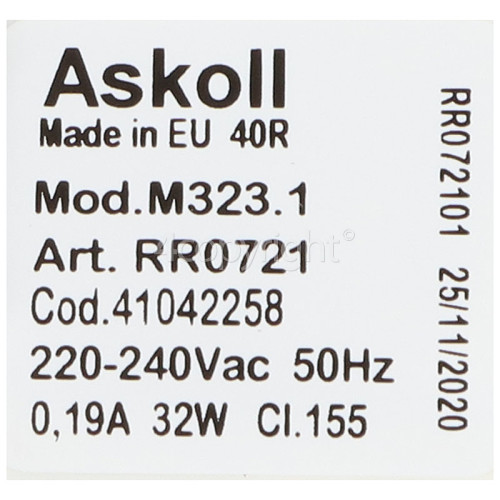 Askoll
Made in EU 40R
Mod.M323.1
Art. RR0721
Cod.41042258
220-240Vac 50Hz
0,19A 32W Cl.155
RR072101 25/11/2020
4copyright©